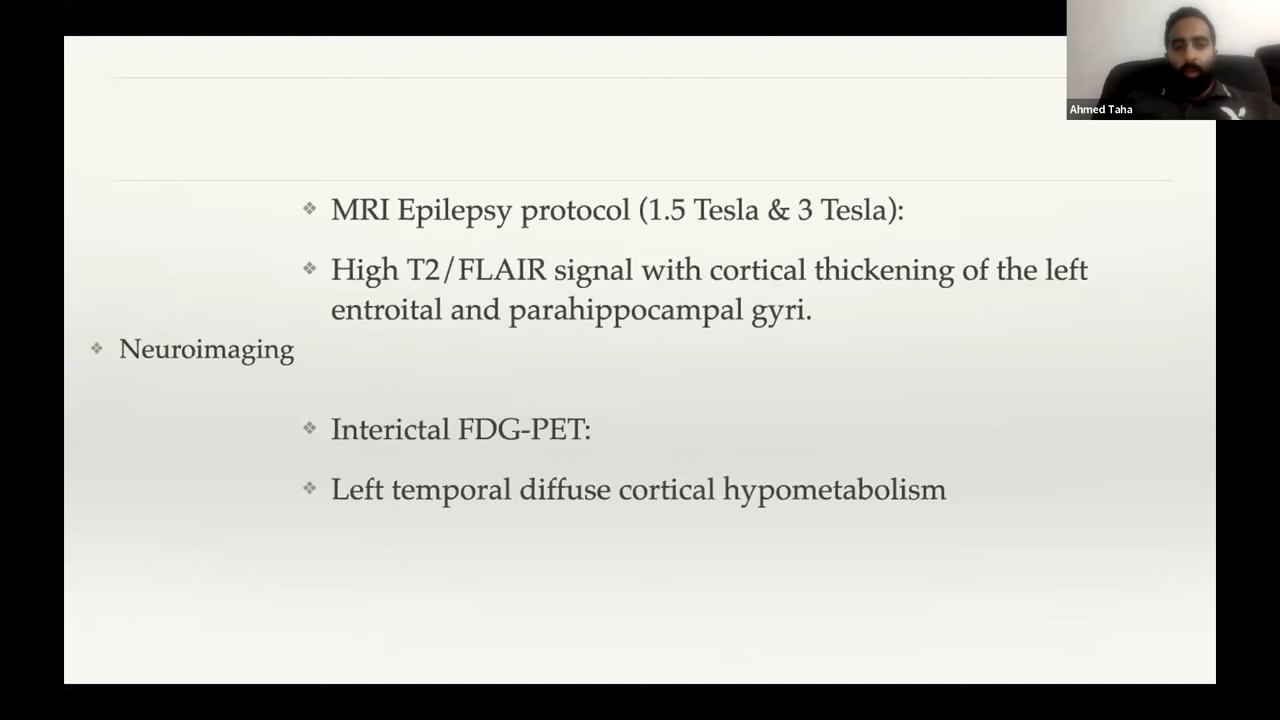 Ahmed Taha
❖ MRI Epilepsy protocol (1.5 Tesla & 3 Tesla):
❖ High T2/FLAIR signal with cortical thickening of the left
entroital and parahippocampal gyri.
❖ Neuroimaging
❖ Interictal FDG-PET:
❖ Left temporal diffuse cortical hypometabolism